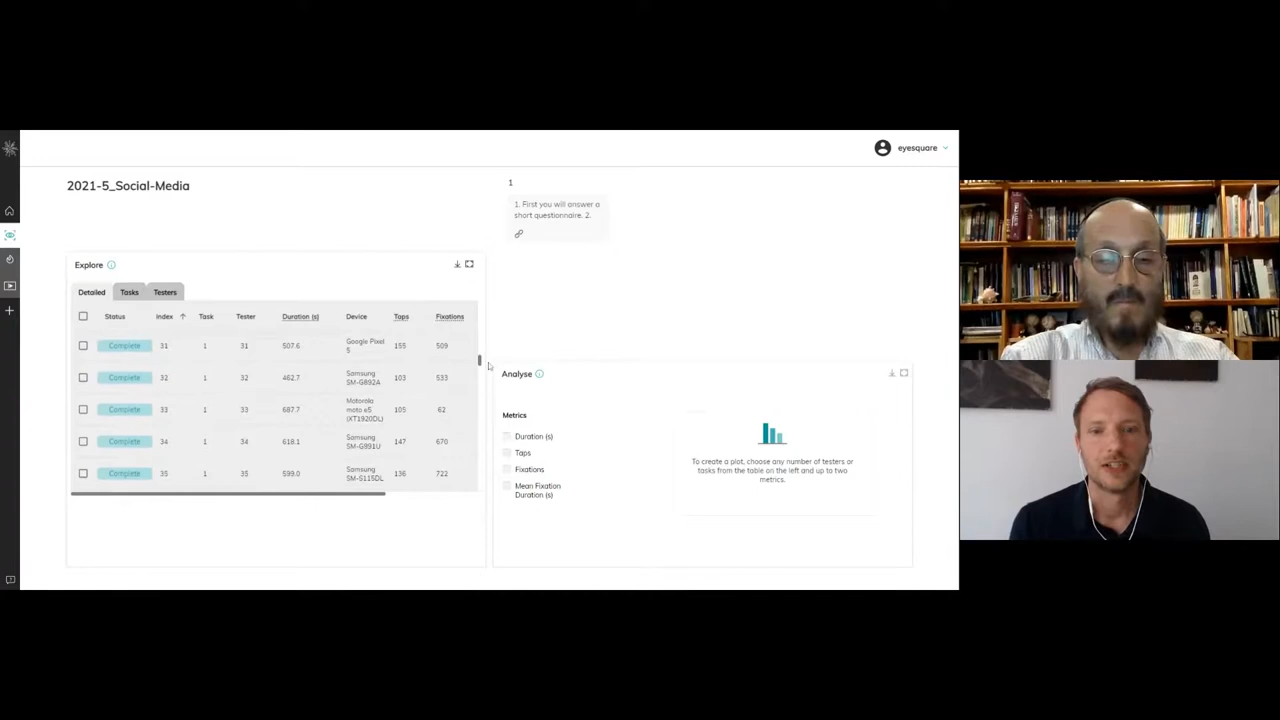 eyesquare
2021-5_Social-Media
1
1. First you will answer a
short questionnaire. 2.
Explore
Detailed Tasks Testers
Status Index Task Tester Duration (s) Device Taps Fixations
Complete 31 1 31 507.6 Google Pixel 5 155 509
Complete 32 1 32 462.7 Samsung SM-G892A 103 533
Complete 33 1 33 687.7 Motorola moto e5 (XT1920DL) 105 62
Complete 34 1 34 618.1 Samsung SM-G991U 147 670
Complete 35 1 35 599.0 Samsung SM-S115DL 136 722
Analyse
Metrics
Duration (s)
Taps
Fixations
Mean Fixation
Duration (s)
To create a plot, choose any number of testers or
tasks from the table on the left and up to two
metrics.